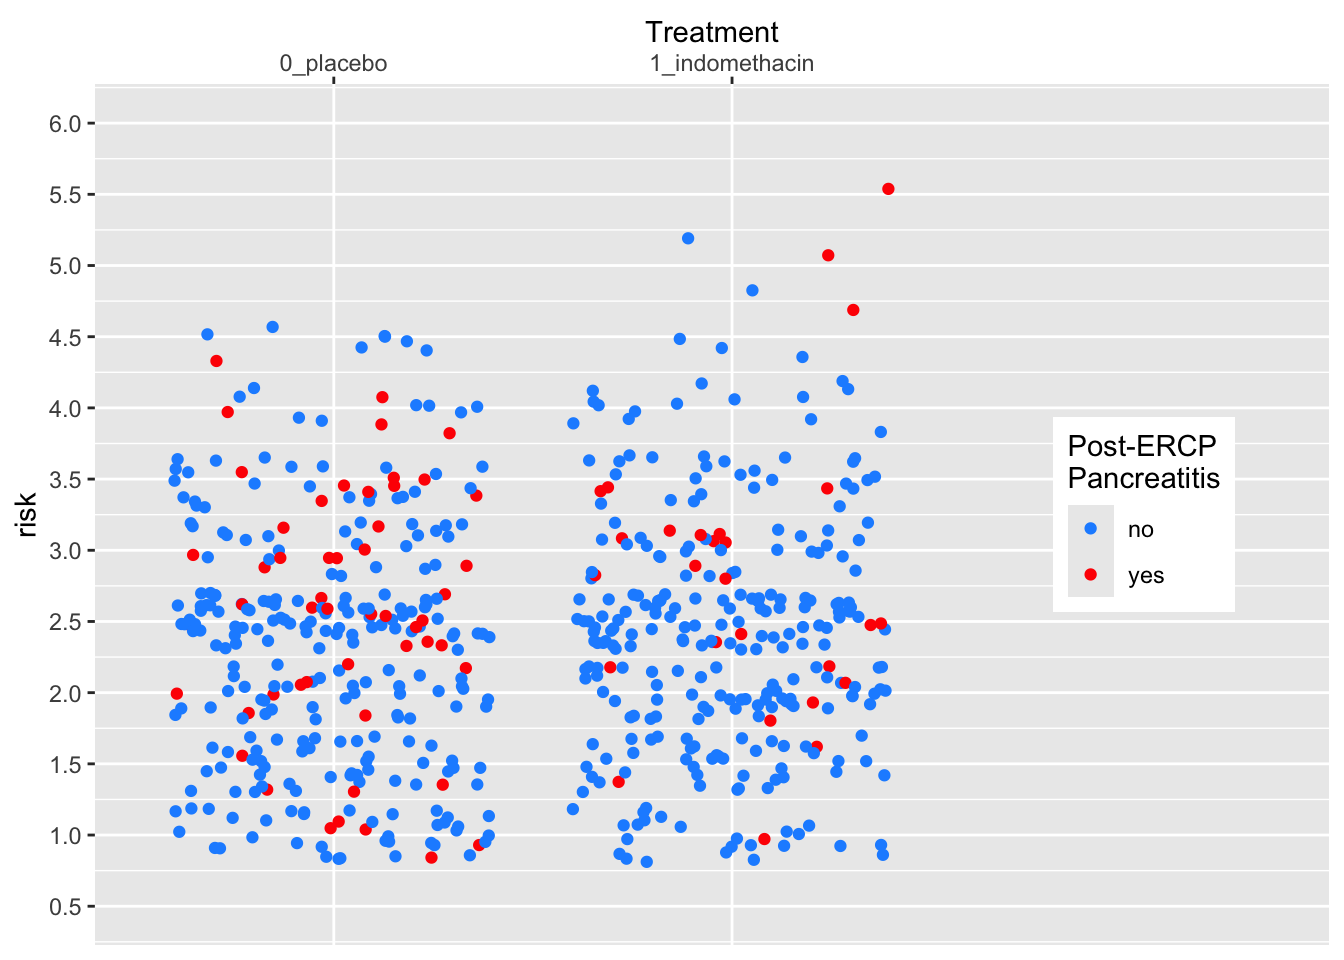 Treatment
0_placebo 1_indomethacin
6.0
5.5
5.0
4.5
4.0
3.5
3.0
2.5
2.0
1.5
1.0
0.5
risk
Post-ERCP
Pancreatitis
no
yes